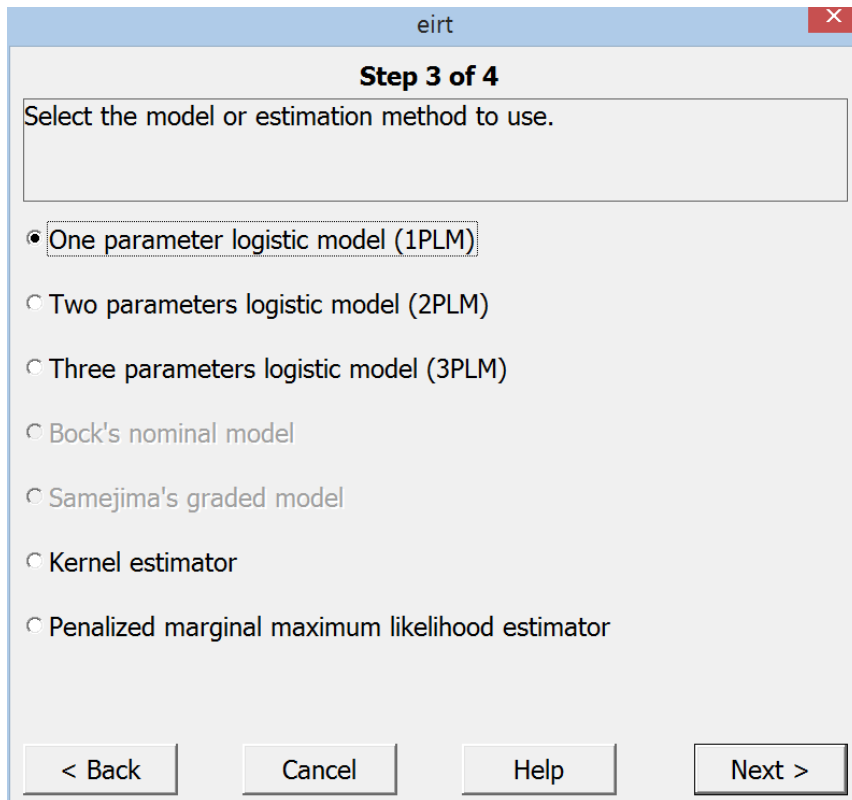 eirt
Step 3 of 4
Select the model or estimation method to use.
One parameter logistic model (1PLM)
Two parameters logistic model (2PLM)
Three parameters logistic model (3PLM)
Bock's nominal model
Samejima's graded model
Kernel estimator
Penalized marginal maximum likelihood estimator
< Back
Cancel
Help
Next >